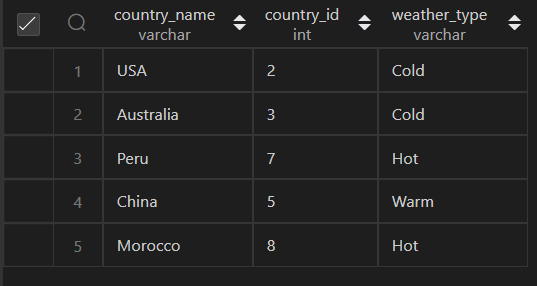 country_name country_id weather_type
varchar int varchar
1 USA 2 Cold
2 Australia 3 Cold
3 Peru 7 Hot
4 China 5 Warm
5 Morocco 8 Hot